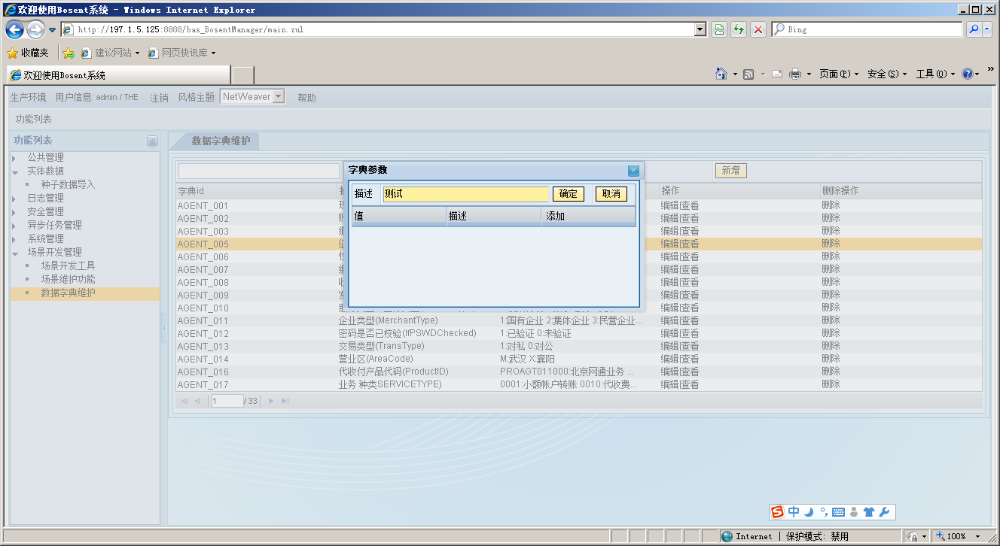 欢迎使用Bosent系统 - Windows Internet Explorer
http://197.1.5.125:8888/bas_BosentManager/main.zul
Bing
收藏夹 建议网站 网页快讯库
欢迎使用Bosent系统
页面(P) 安全(S) 工具(O) »
生产环境 用户信息: admin / THE 注销 风格主题: NetWeaver 帮助
功能列表
功能列表
公共管理
实体数据
种子数据导入
日志管理
安全管理
异步任务管理
系统管理
场景开发管理
场景开发工具
场景维护功能
数据字典维护
数据字典维护
新增
字典id 操作 删除操作
AGENT_001 编辑|查看 删除
AGENT_002 编辑|查看 删除
AGENT_003 编辑|查看 删除
AGENT_005 编辑|查看 删除
AGENT_006 编辑|查看 删除
AGENT_007 编辑|查看 删除
AGENT_008 编辑|查看 删除
AGENT_009 编辑|查看 删除
AGENT_010 编辑|查看 删除
AGENT_011 企业类型(MerchantType) 1:国有企业 2:集体企业 3:民营企业... 编辑|查看 删除
AGENT_012 密码是否已校验(IfPSWDChecked) 1:已验证 0:未验证 编辑|查看 删除
AGENT_013 交易类型(TransType) 1:对私 0:对公 编辑|查看 删除
AGENT_014 营业区(AreaCode) M:武汉 X:襄阳 编辑|查看 删除
AGENT_016 代收付产品代码(ProductID) PROAGT011000:北京网通业务 ... 编辑|查看 删除
AGENT_017 业务 种类SERVICETYPE) 0001:小额帐户转账 0010:代收费... 编辑|查看 删除
1 / 33
字典参数
描述 测试 确定 取消
值 描述 添加
中
Internet | 保护模式: 禁用 100%